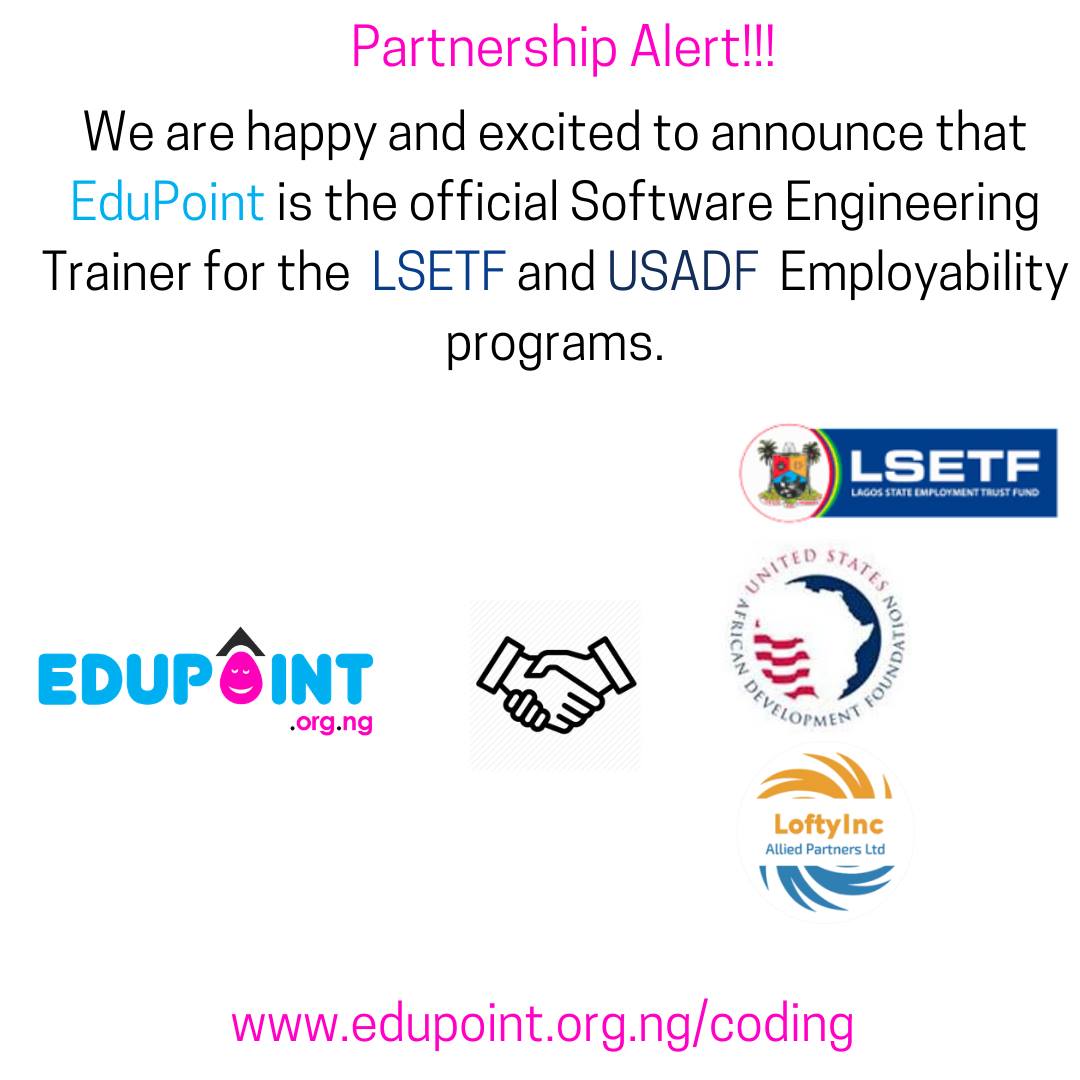 Partnership Alert!!!
We are happy and excited to announce that
EduPoint is the official Software Engineering
Trainer for the LSETF and USADF Employability
programs.
LSETF
LAGOS STATE EMPLOYMENT TRUST FUND
UNITED STATES
AFRICAN DEVELOPMENT FOUNDATION
EDUPOINT
.org.ng
LoftyInc
Allied Partners Ltd
www.edupoint.org.ng/coding